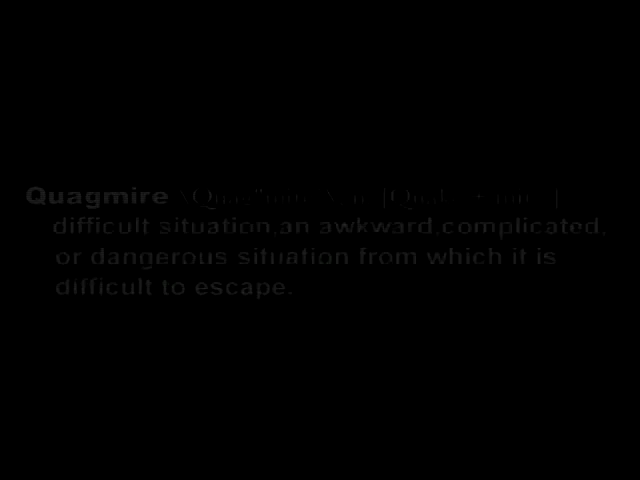 Quagmire
difficult situation,an awkward,complicated,
or dangerous situation from which it is
difficult to escape.